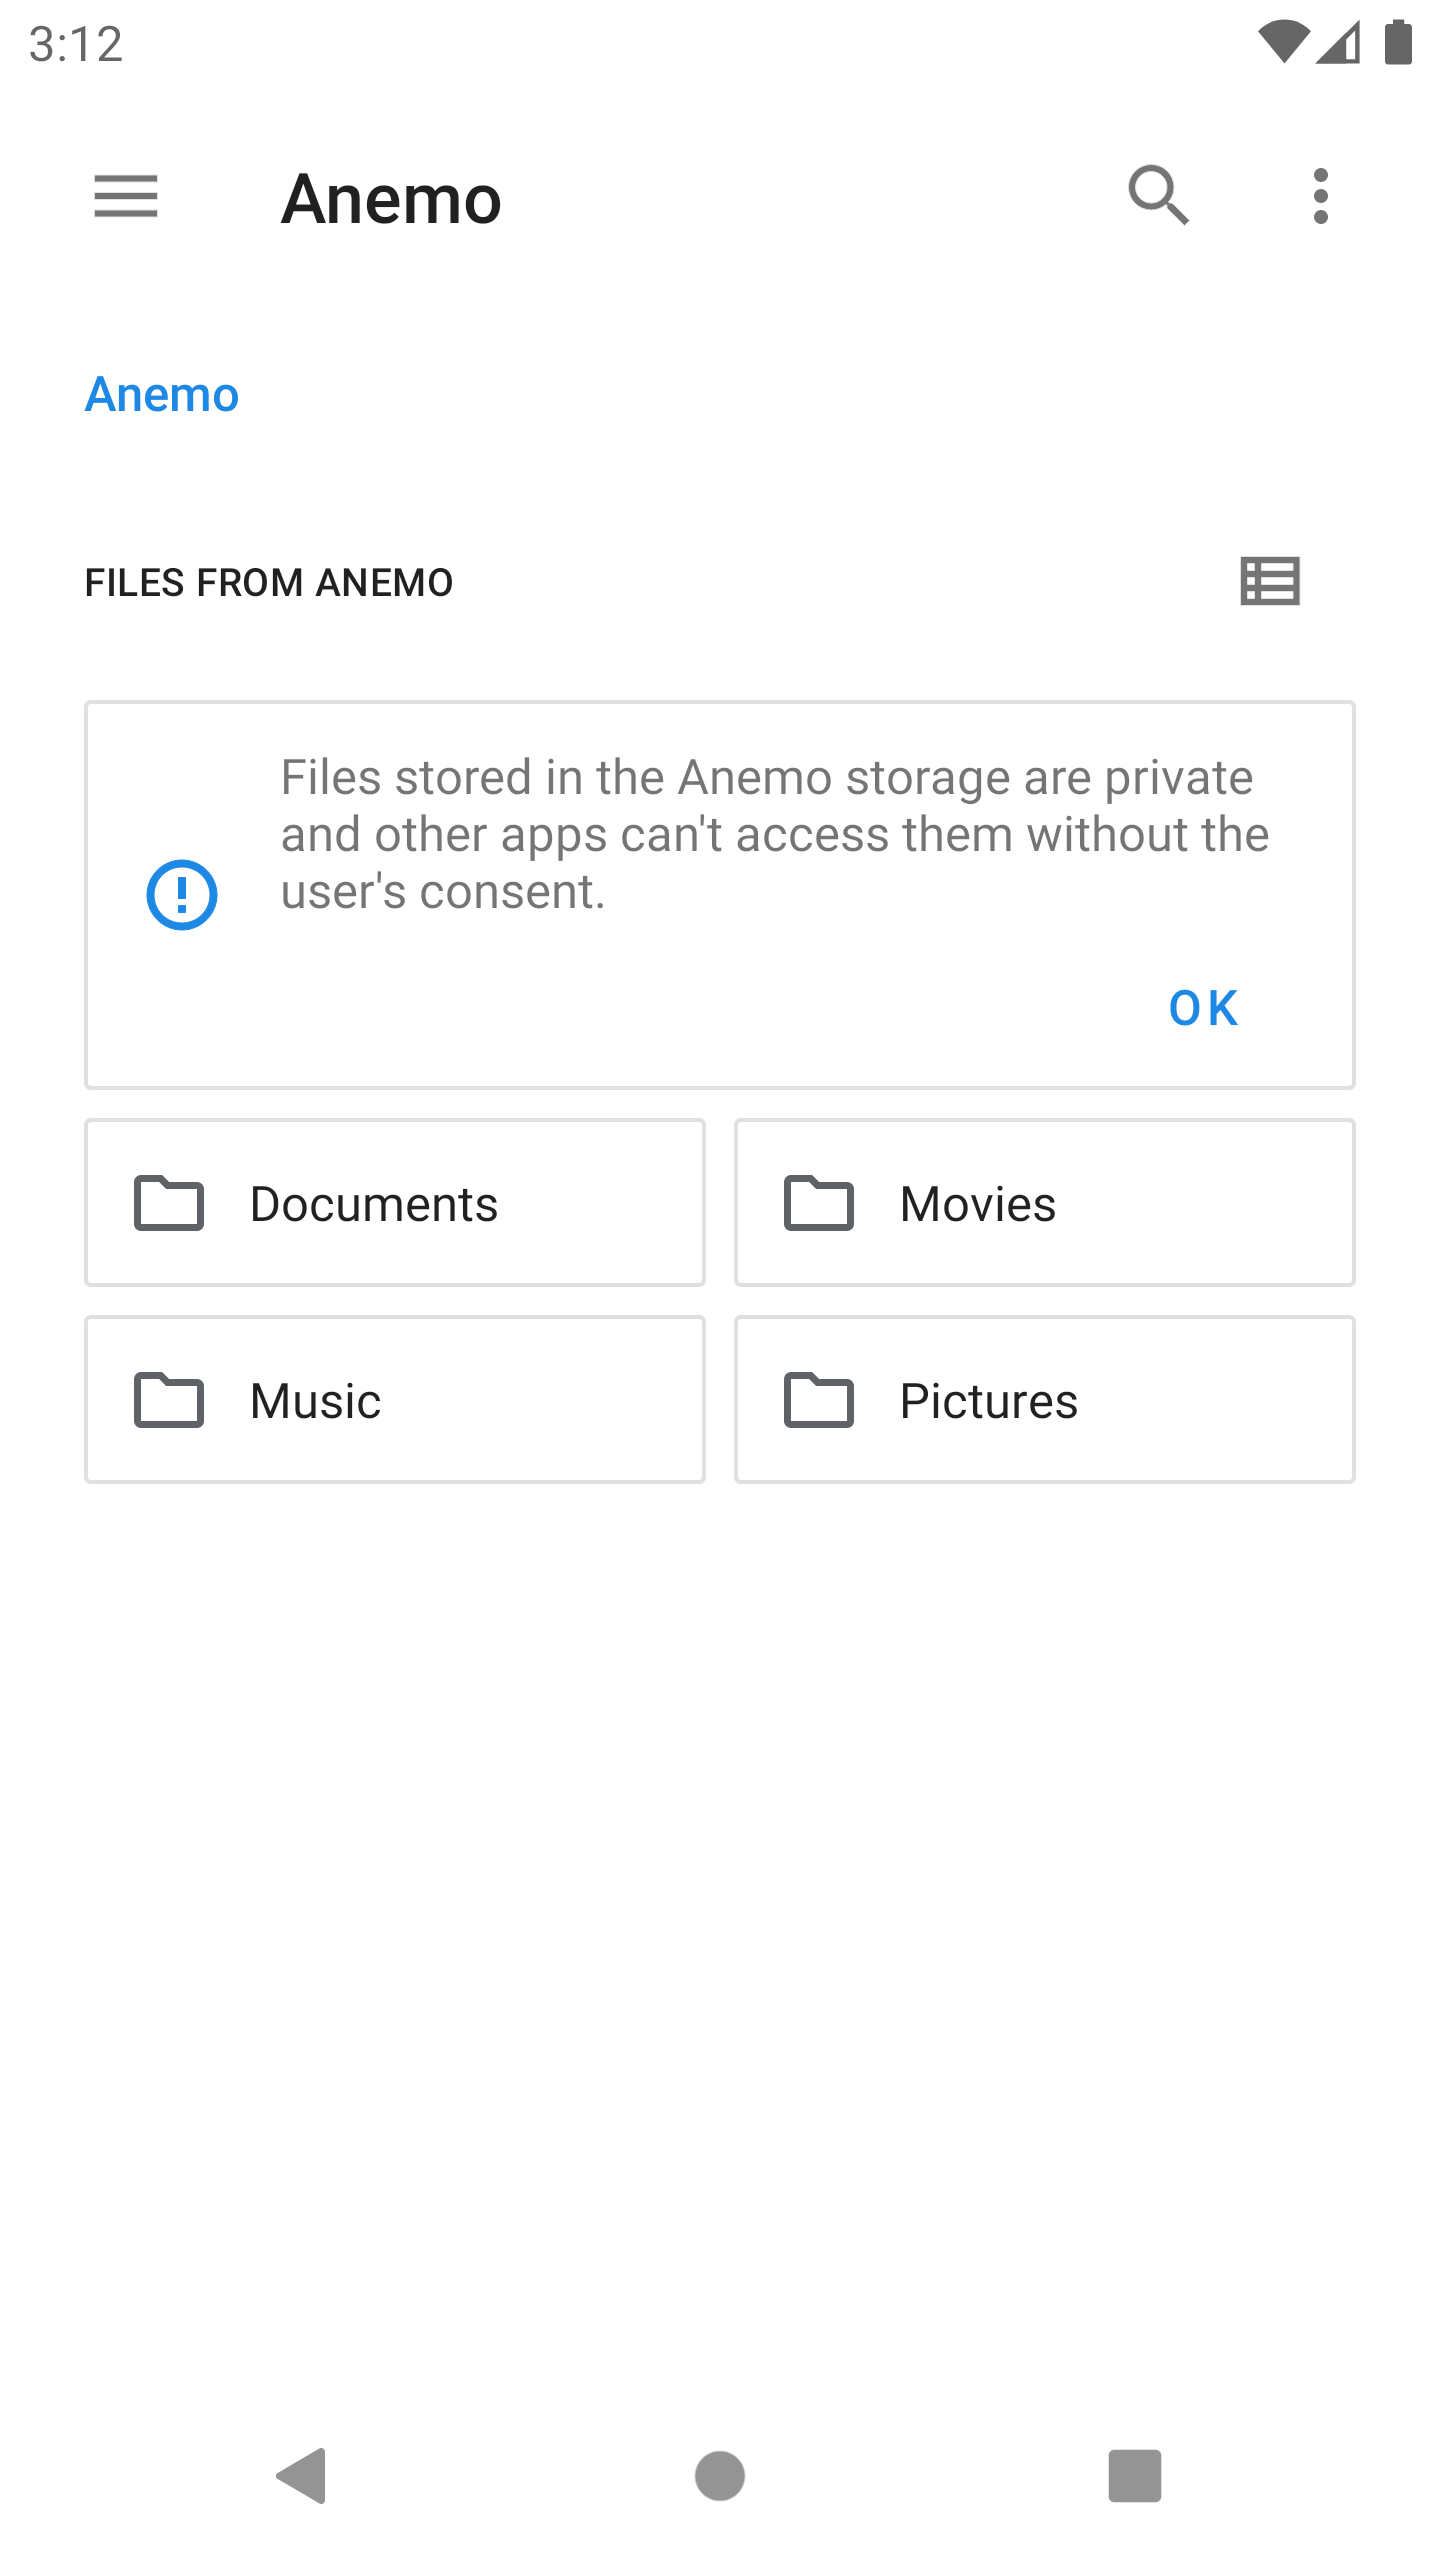 3:12
Anemo
Anemo
FILES FROM ANEMO
Files stored in the Anemo storage are private
and other apps can't access them without the
user's consent.
OK
Documents
Movies
Music
Pictures